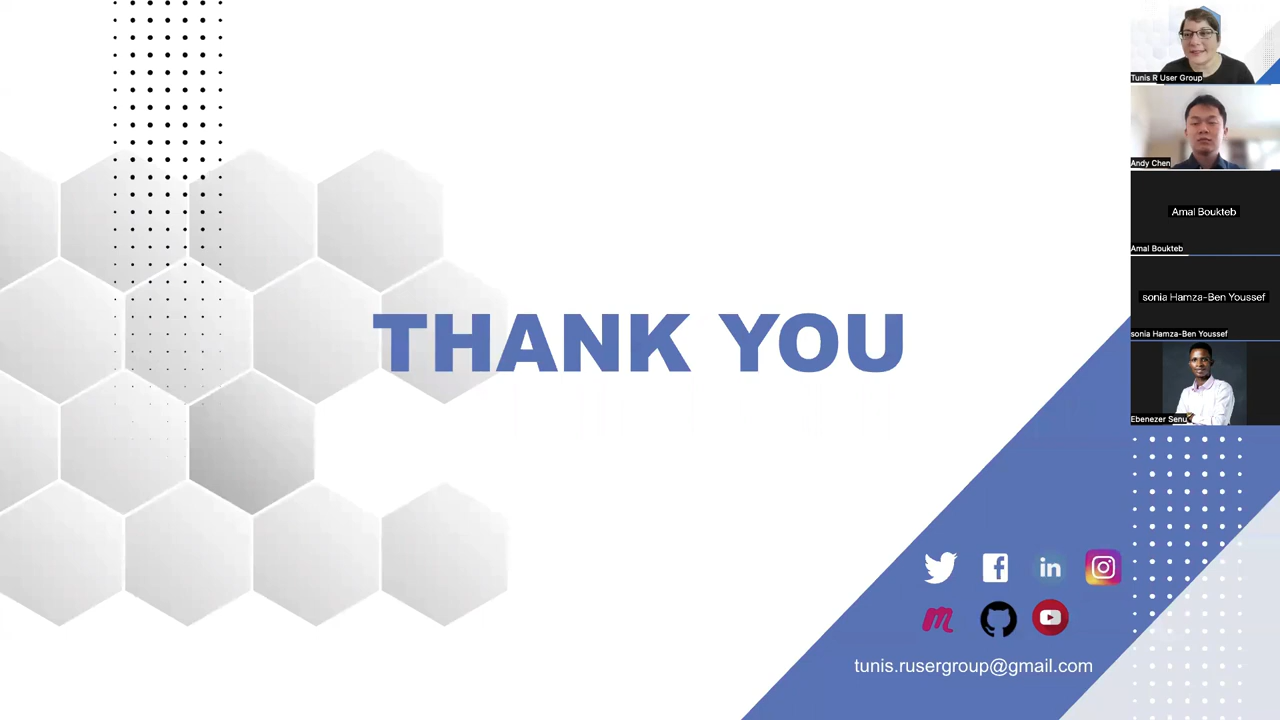 THANK YOU
tunis.rusergroup@gmail.com
Tunis R User Group
Andy Chen
Amal Boukteb
Amal Boukteb
sonia Hamza-Ben Youssef
sonia Hamza-Ben Youssef
Ebenezer Senu